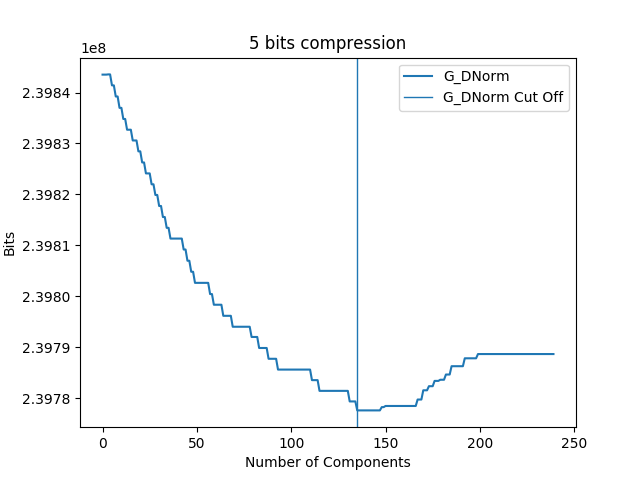 5 bits compression
1e8
G_DNorm
G_DNorm Cut Off
2.3984
2.3983
2.3982
2.3981
2.3980
2.3979
2.3978
Bits
0 50 100 150 200 250
Number of Components